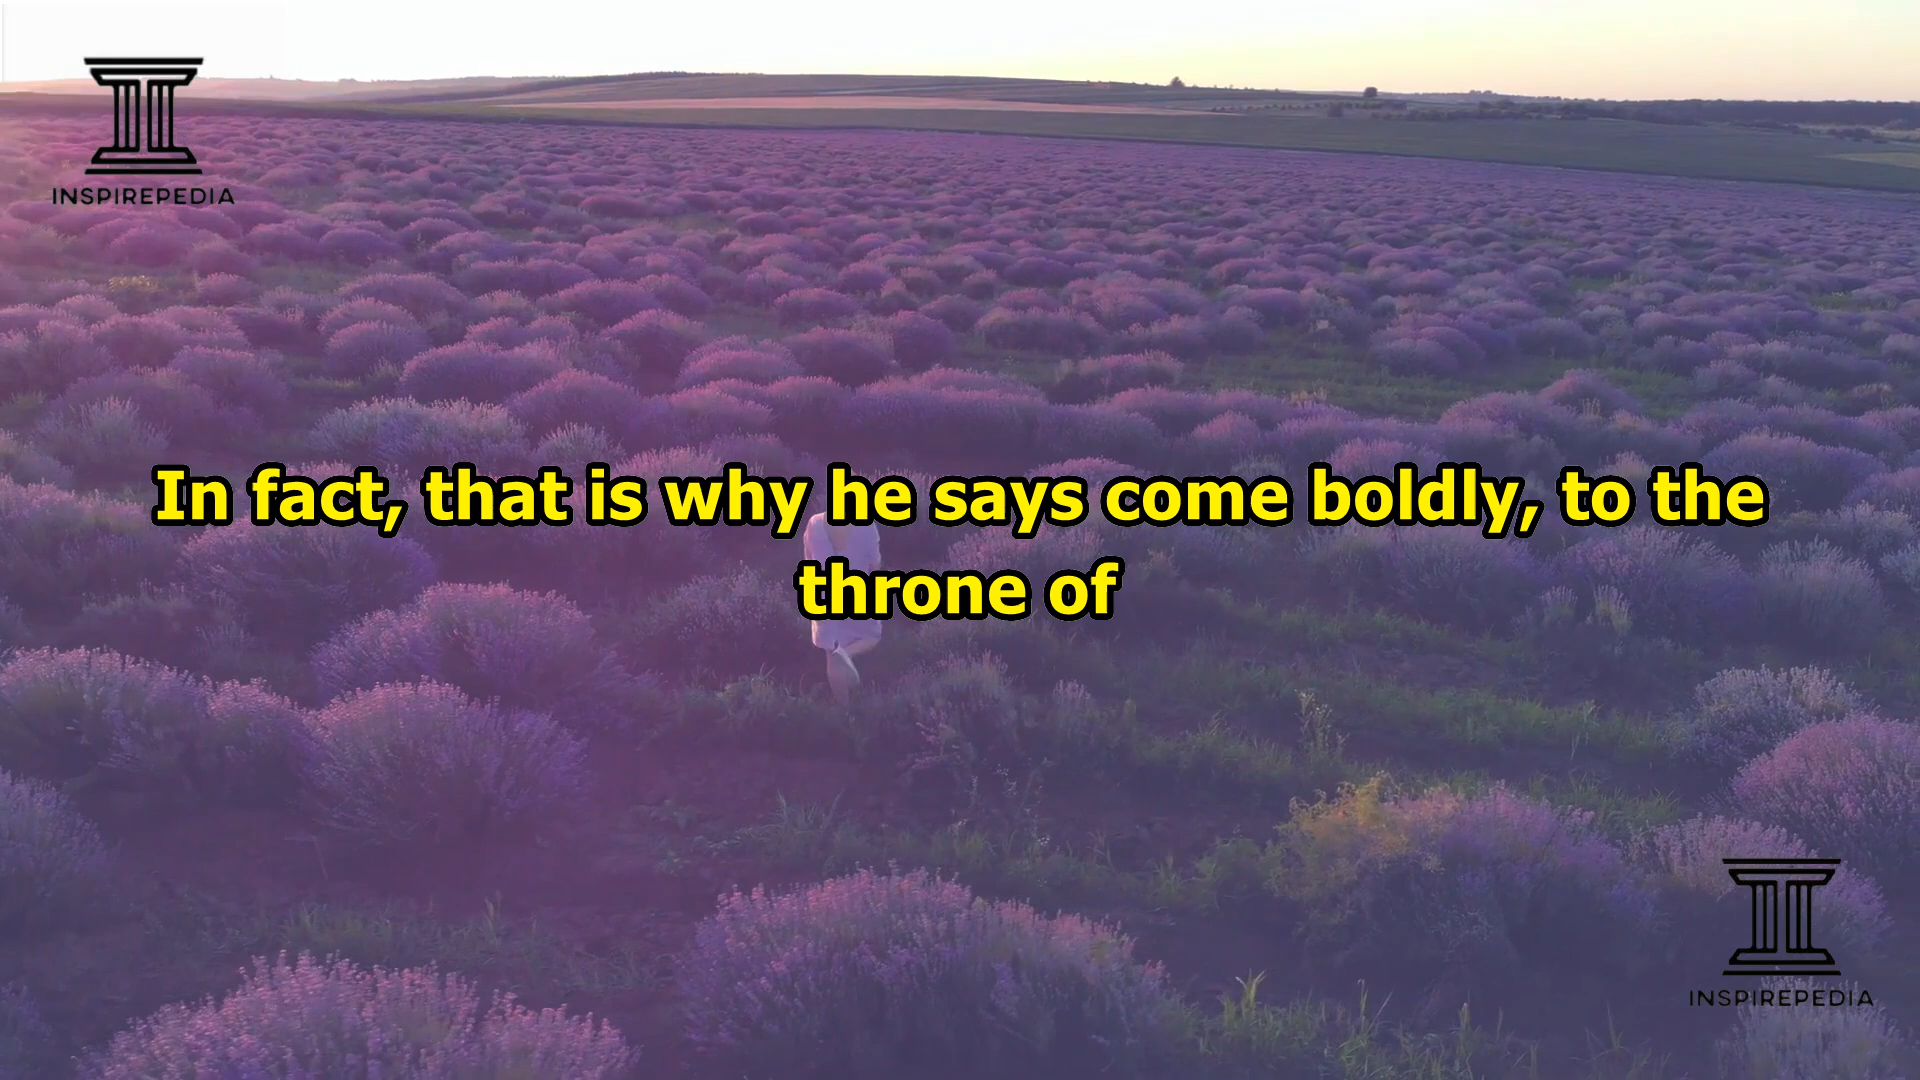 INSPIREPEDIA
In fact, that is why he says come boldly, to the
throne of
INSPIREPEDIA